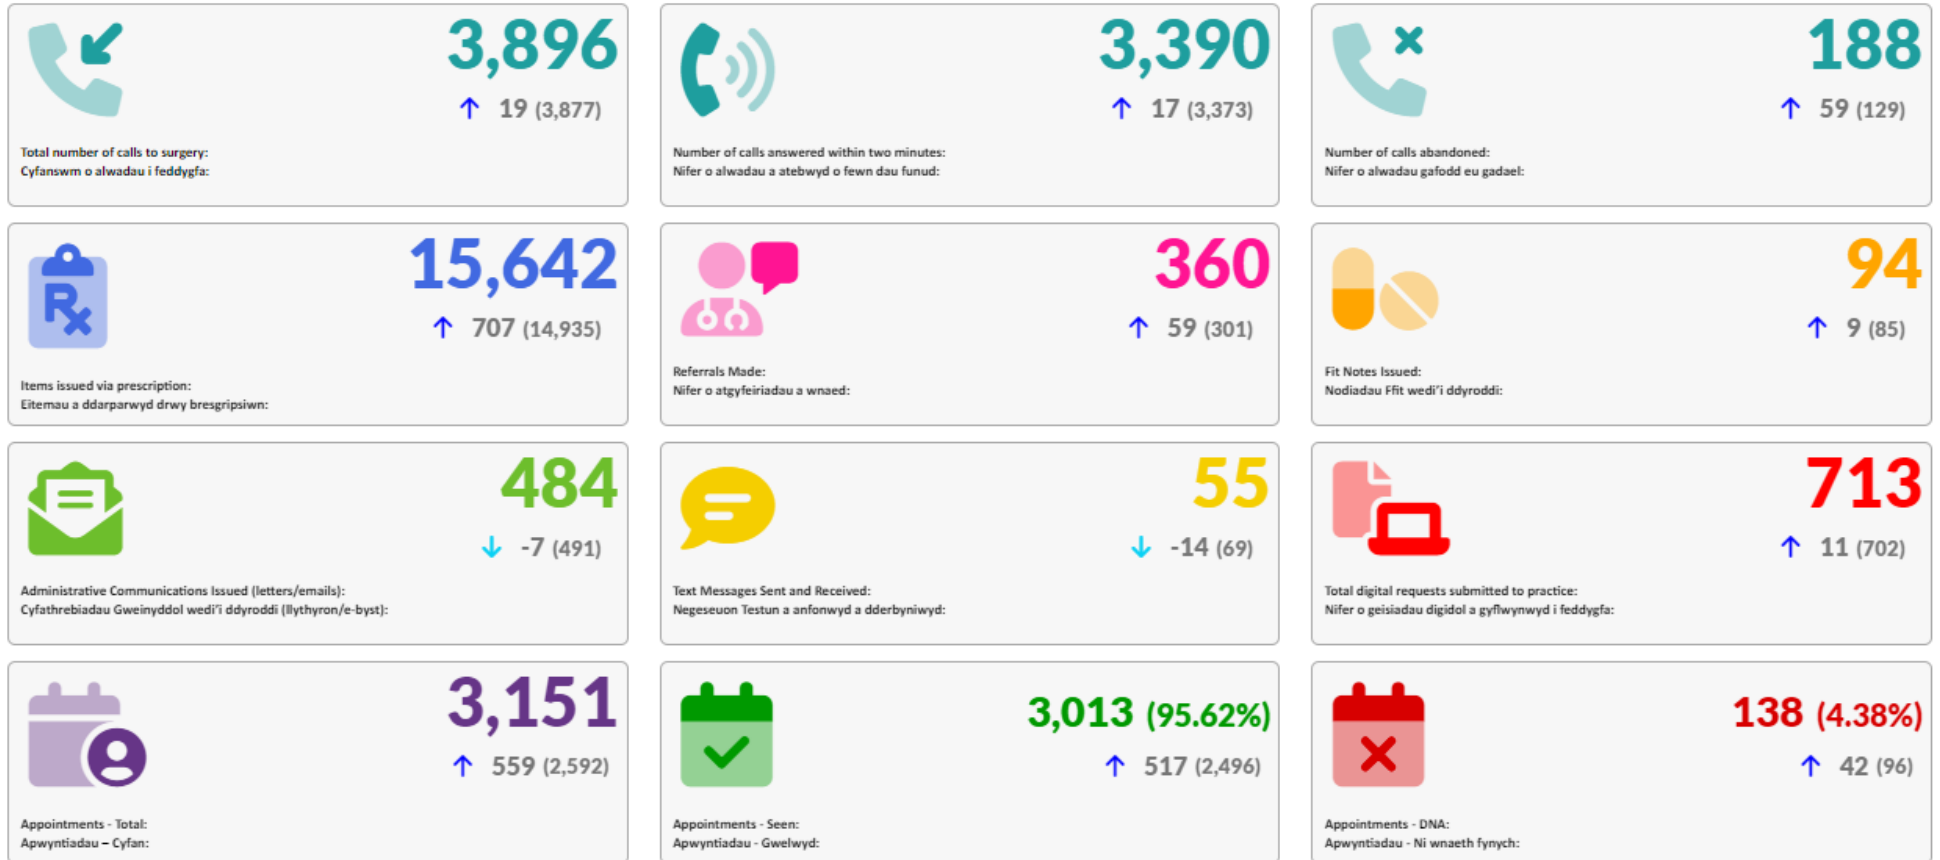 3,896
↑ 19 (3,877)
Total number of calls to surgery:
Cyfanswm o alwadau i feddygfa:
3,390
↑ 17 (3,373)
Number of calls answered within two minutes:
Nifer o alwadau a atebwyd o fewn dau funud:
188
↑ 59 (129)
Number of calls abandoned:
Nifer o alwadau gafodd eu gadael:
Rx
15,642
↑ 707 (14,935)
Items issued via prescription:
Eitemau a ddarparwyd drwy bresgripsiwn:
360
↑ 59 (301)
Referrals Made:
Nifer o atgyfeiriadau a wnaed:
94
↑ 9 (85)
Fit Notes Issued:
Nodiadau Ffit wedi'i ddyroddi:
484
↓ -7 (491)
Administrative Communications Issued (letters/emails):
Cyfathrebiadau Gweinyddol wedi'i ddyroddi (llythyron/e-byst):
55
↓ -14 (69)
Text Messages Sent and Received:
Negeseuon Testun a anfonwyd a dderbyniwyd:
713
↑ 11 (702)
Total digital requests submitted to practice:
Nifer o geisiadau digidol a gyflwynwyd i feddygfa:
3,151
↑ 559 (2,592)
Appointments - Total:
Apwyntiadau – Cyfan:
3,013 (95.62%)
↑ 517 (2,496)
Appointments - Seen:
Apwyntiadau - Gwelwyd:
138 (4.38%)
↑ 42 (96)
Appointments - DNA:
Apwyntiadau - Ni wnaeth fynych: